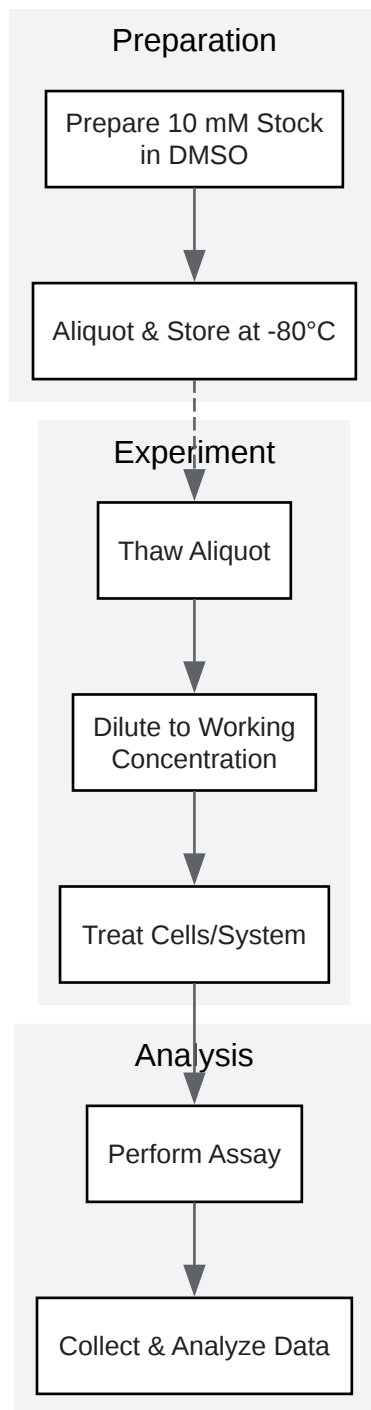 Preparation
Prepare 10 mM Stock
in DMSO
Aliquot & Store at -80°C
Experiment
Thaw Aliquot
Dilute to Working
Concentration
Treat Cells/System
Analysis
Perform Assay
Collect & Analyze Data